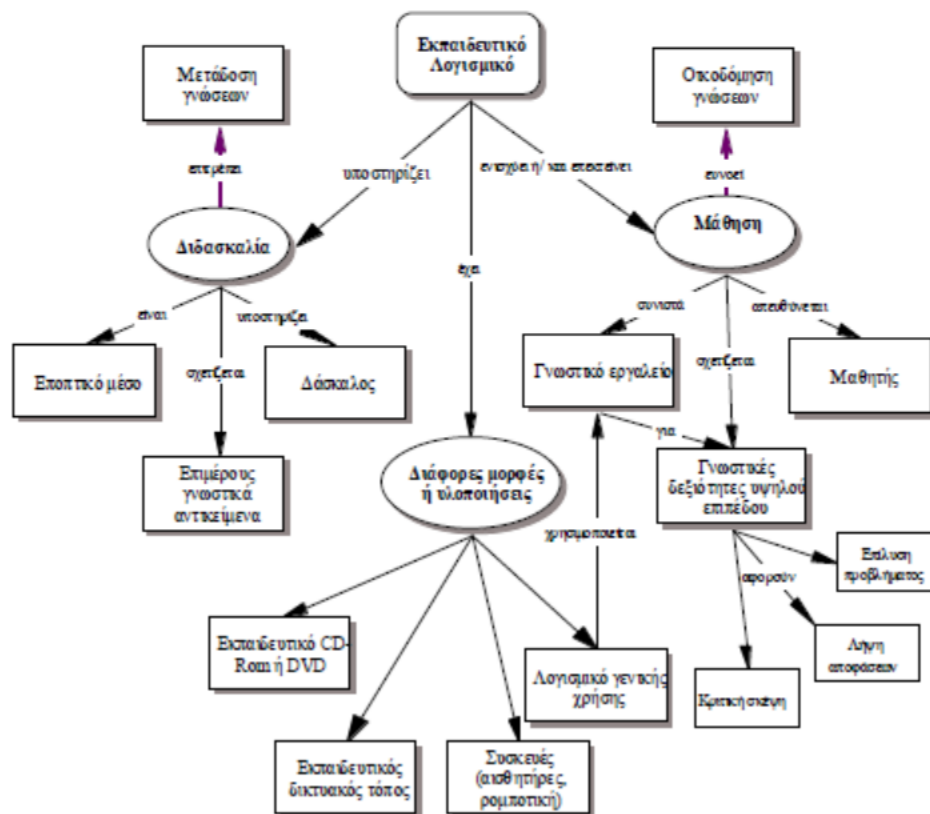 Εκπαιδευτικό
Λογισμικό
Μετάδοση
γνώσεων
Οικοδόμηση
γνώσεων
επιτρέπει
υποστηρίζει
ενισχύει ή/ και επεκτείνει
ευνοεί
Διδασκαλία
Μάθηση
έχει
είναι
υποστηρίζει
συνιστά
απευθύνεται
Εποπτικό μέσο
σχετίζεται
Δάσκαλος
Γνωστικό εργαλείο
σχετίζεται
Μαθητής
για
Επιμέρους
γνωστικά
αντικείμενα
Διάφορες μορφές
ή υλοποιήσεις
Γνωστικές
δεξιότητες υψηλού
επιπέδου
χρησιμοποιείται
αφορούν
Επίλυση
προβλήματος
Εκπαιδευτικό CD-
Rom ή DVD
Λογισμικό γενικής
χρήσης
Λήψη
αποφάσεων
Κριτική σκέψη
Εκπαιδευτικός
δικτυακός τόπος
Συσκευές
(αισθητήρες,
ρομποτική)